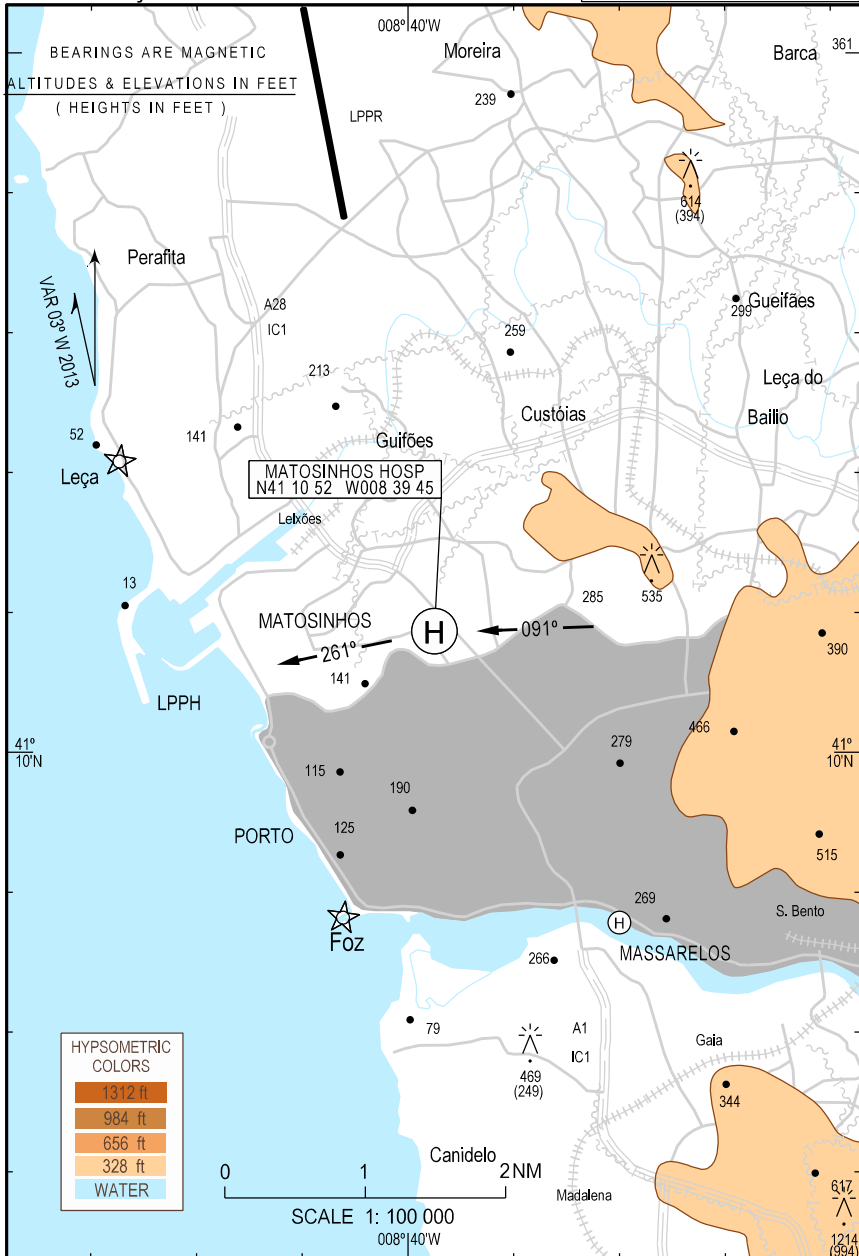 008º 40'W
BEARINGS ARE MAGNETIC
ALTITUDES & ELEVATIONS IN FEET
( HEIGHTS IN FEET )
Moreira
Barca
361
239
LPPR
614
(394)
Perafita
VAR 03º W 2013
A28
IC1
299
Gueifães
259
213
Leça do
Bailio
141
Custóias
52
Guifões
Leça
MATOSINHOS HOSP
N41 10 52 W008 39 45
Leixões
13
285
535
MATOSINHOS
H
091º
261º
390
141
LPPH
466
279
41º
10'N
41º
10'N
115
190
125
PORTO
515
269
S. Bento
H
Foz
MASSARELOS
266
79
A1
IC1
Gaia
469
(249)
344
HYPSOMETRIC
COLORS
1312 ft
984 ft
656 ft
328 ft
WATER
Canidelo
0 1 2 NM
Madalena
617
SCALE 1: 100 000
1214
(994)
008º 40'W